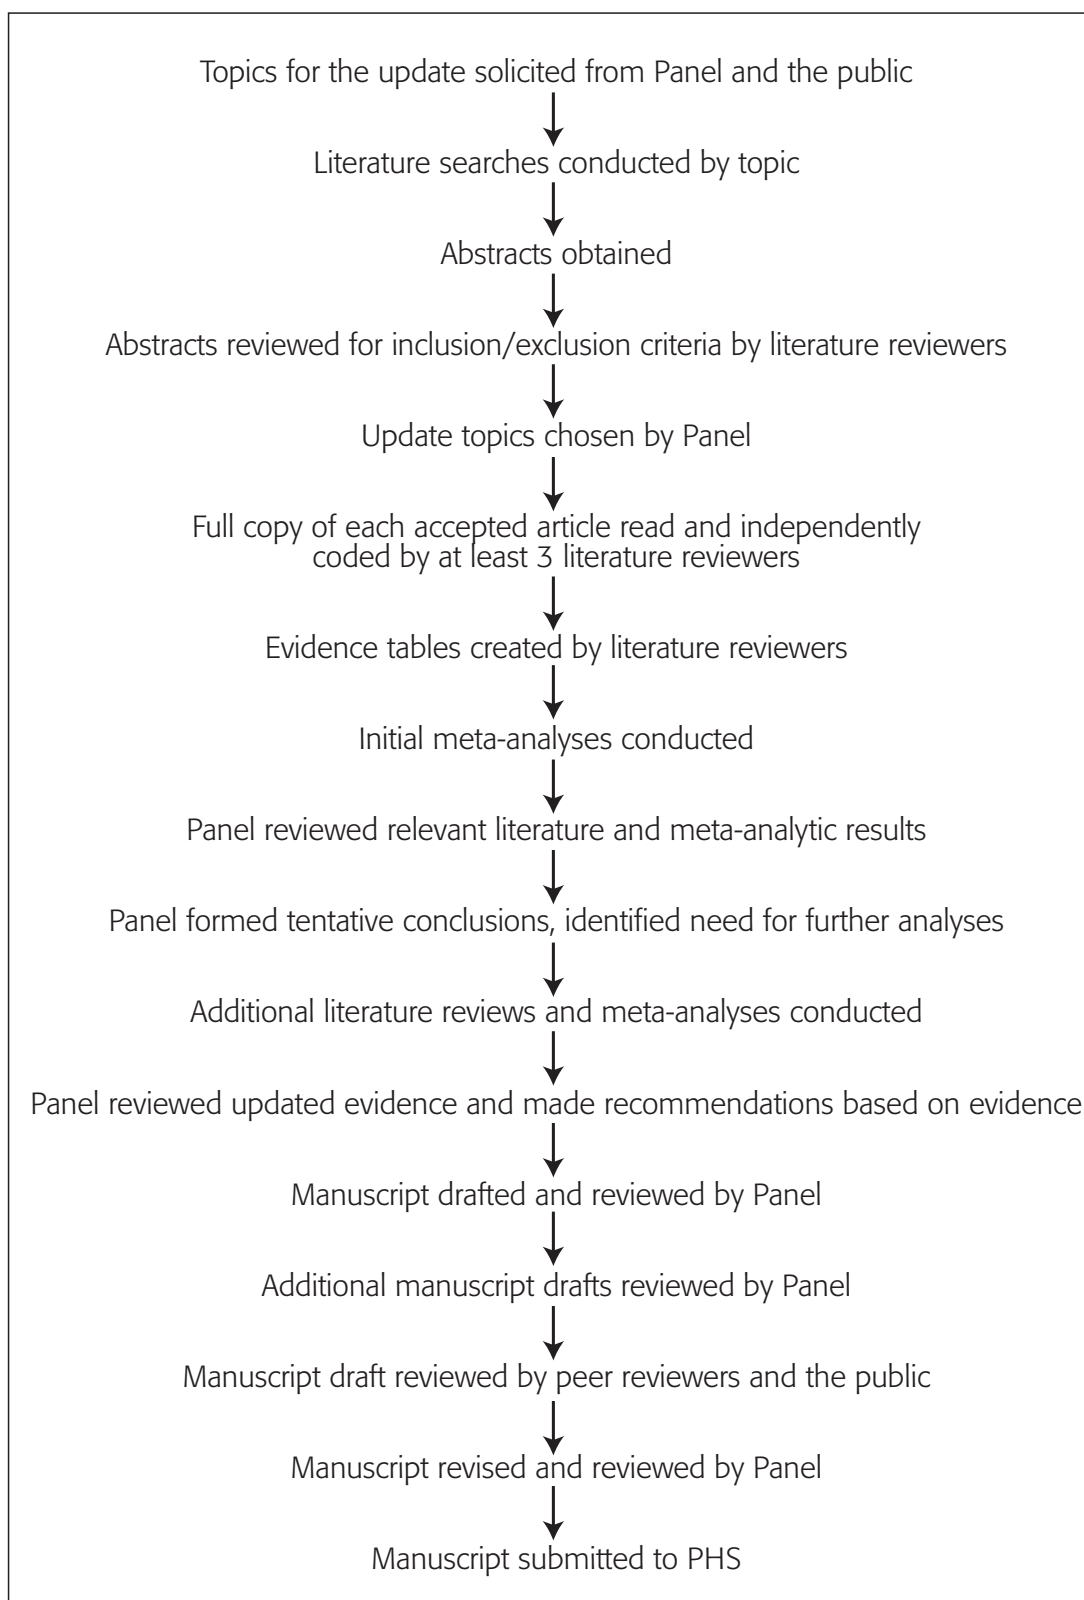 Topics for the update solicited from Panel and the public
Literature searches conducted by topic
Abstracts obtained
Abstracts reviewed for inclusion/exclusion criteria by literature reviewers
Update topics chosen by Panel
Full copy of each accepted article read and independently
coded by at least 3 literature reviewers
Evidence tables created by literature reviewers
Initial meta-analyses conducted
Panel reviewed relevant literature and meta-analytic results
Panel formed tentative conclusions, identified need for further analyses
Additional literature reviews and meta-analyses conducted
Panel reviewed updated evidence and made recommendations based on evidence
Manuscript drafted and reviewed by Panel
Additional manuscript drafts reviewed by Panel
Manuscript draft reviewed by peer reviewers and the public
Manuscript revised and reviewed by Panel
Manuscript submitted to PHS